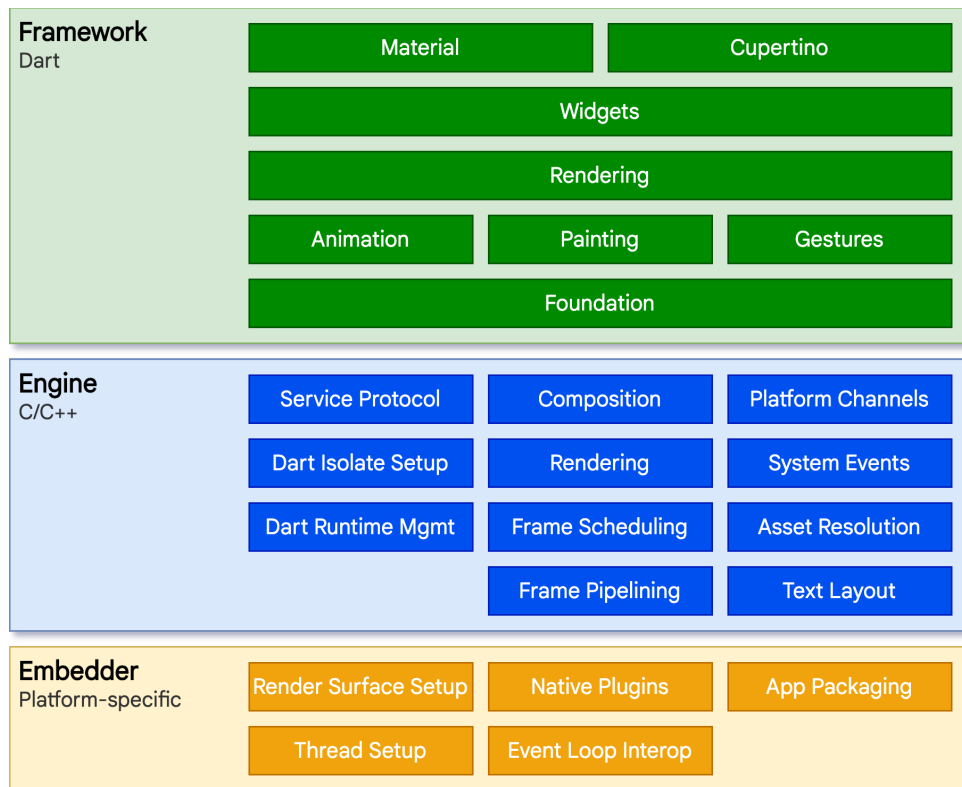 Framework
Dart
Material
Cupertino
Widgets
Rendering
Animation
Painting
Gestures
Foundation
Engine
C/C++
Service Protocol
Composition
Platform Channels
Dart Isolate Setup
Rendering
System Events
Dart Runtime Mgmt
Frame Scheduling
Asset Resolution
Frame Pipelining
Text Layout
Embedder
Platform-specific
Render Surface Setup
Native Plugins
App Packaging
Thread Setup
Event Loop Interop